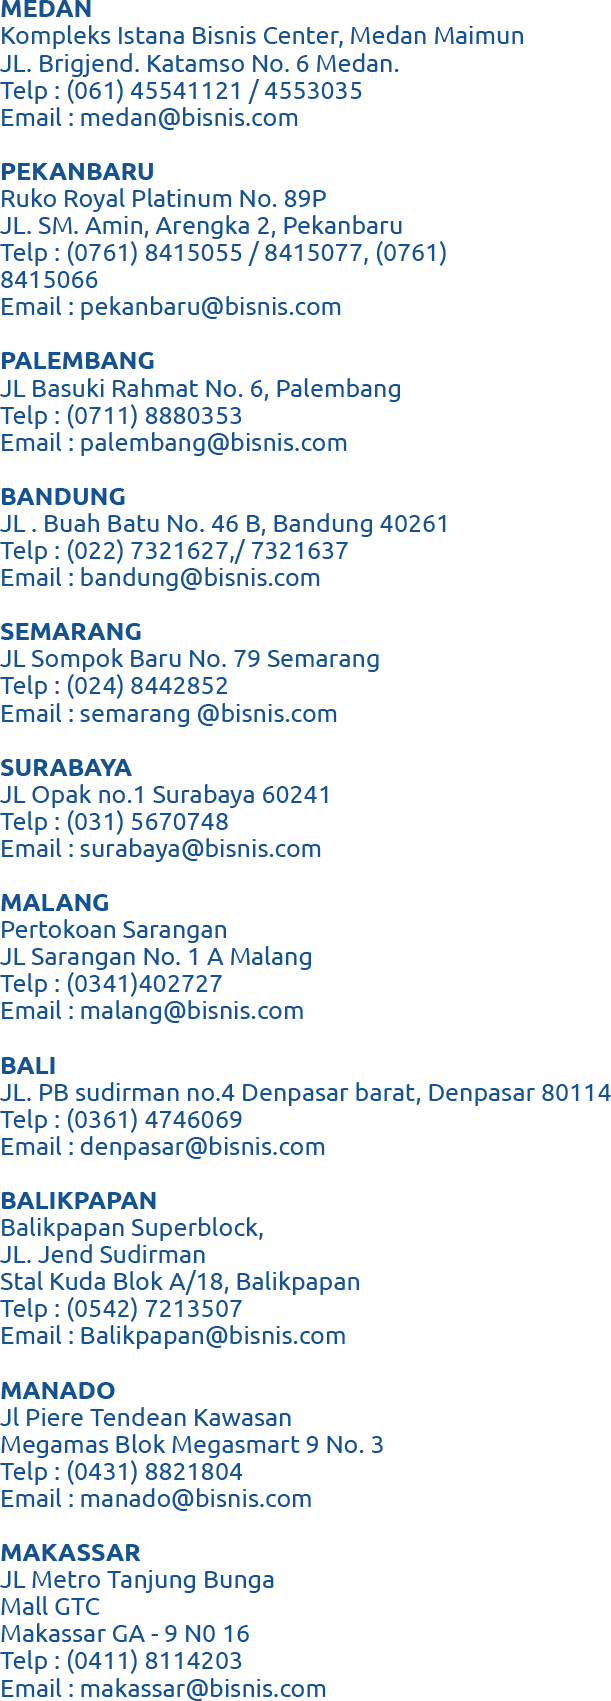 MEDAN
Kompleks Istana Bisnis Center, Medan Maimun
JL. Brigjend. Katamso No. 6 Medan.
Telp : (061) 45541121 / 4553035
Email : medan@bisnis.com

PEKANBARU
Ruko Royal Platinum No. 89P
JL. SM. Amin, Arengka 2, Pekanbaru
Telp : (0761) 8415055 / 8415077, (0761)
8415066
Email : pekanbaru@bisnis.com

PALEMBANG
JL Basuki Rahmat No. 6, Palembang
Telp : (0711) 8880353
Email : palembang@bisnis.com

BANDUNG
JL . Buah Batu No. 46 B, Bandung 40261
Telp : (022) 7321627,/ 7321637
Email : bandung@bisnis.com

SEMARANG
JL Sompok Baru No. 79 Semarang
Telp : (024) 8442852
Email : semarang @bisnis.com

SURABAYA
JL Opak no.1 Surabaya 60241
Telp : (031) 5670748
Email : surabaya@bisnis.com

MALANG
Pertokoan Sarangan
JL Sarangan No. 1 A Malang
Telp : (0341)402727
Email : malang@bisnis.com

BALI
JL. PB sudirman no.4 Denpasar barat, Denpasar 80114
Telp : (0361) 4746069
Email : denpasar@bisnis.com

BALIKPAPAN
Balikpapan Superblock,
JL. Jend Sudirman
Stal Kuda Blok A/18, Balikpapan
Telp : (0542) 7213507
Email : Balikpapan@bisnis.com

MANADO
Jl Piere Tendean Kawasan
Megamas Blok Megasmart 9 No. 3
Telp : (0431) 8821804
Email : manado@bisnis.com

MAKASSAR
JL Metro Tanjung Bunga
Mall GTC
Makassar GA - 9 N0 16
Telp : (0411) 8114203
Email : makassar@bisnis.com